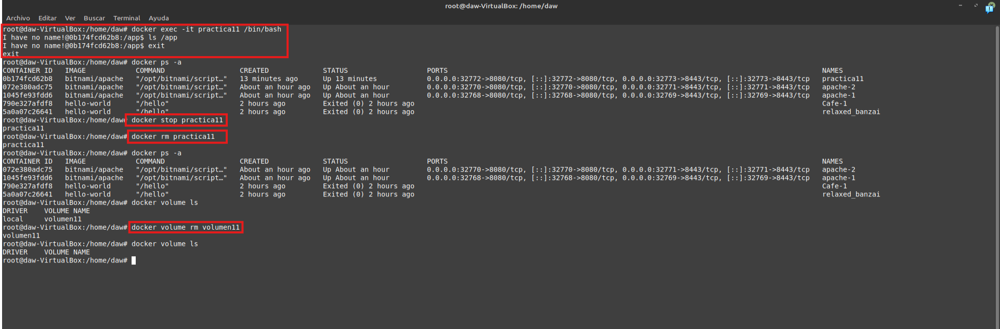 root@daw-VirtualBox: /home/daw
Archivo Editar Ver Buscar Terminal Ayuda
root@daw-VirtualBox:/home/daw# docker exec -it practica11 /bin/bash
I have no name!@0b174fcd62b8:/app$ ls /app
I have no name!@0b174fcd62b8:/app$ exit
exit
root@daw-VirtualBox:/home/daw# docker ps -a
CONTAINER ID   IMAGE            COMMAND                  CREATED             STATUS                   PORTS                                                                                          NAMES
0b174fcd62b8   bitnami/apache   "/opt/bitnami/script…"   13 minutes ago      Up 13 minutes            0.0.0.0:32772->8080/tcp, [::]:32772->8080/tcp, 0.0.0.0:32773->8443/tcp, [::]:32773->8443/tcp   practica11
072e380adc75   bitnami/apache   "/opt/bitnami/script…"   About an hour ago   Up About an hour         0.0.0.0:32770->8080/tcp, [::]:32770->8080/tcp, 0.0.0.0:32771->8443/tcp, [::]:32771->8443/tcp   apache-2
1045fe93fdd6   bitnami/apache   "/opt/bitnami/script…"   About an hour ago   Up About an hour         0.0.0.0:32768->8080/tcp, [::]:32768->8080/tcp, 0.0.0.0:32769->8443/tcp, [::]:32769->8443/tcp   apache-1
790e327afdf8   hello-world      "/hello"                 2 hours ago         Exited (0) 2 hours ago                                                                                                  Cafe-1
5a0a07c26641   hello-world      "/hello"                 2 hours ago         Exited (0) 2 hours ago                                                                                                  relaxed_banzai
root@daw-VirtualBox:/home/daw# docker stop practica11
practica11
root@daw-VirtualBox:/home/daw# docker rm practica11
practica11
root@daw-VirtualBox:/home/daw# docker ps -a
CONTAINER ID   IMAGE            COMMAND                  CREATED             STATUS                   PORTS                                                                                          NAMES
072e380adc75   bitnami/apache   "/opt/bitnami/script…"   About an hour ago   Up About an hour         0.0.0.0:32770->8080/tcp, [::]:32770->8080/tcp, 0.0.0.0:32771->8443/tcp, [::]:32771->8443/tcp   apache-2
1045fe93fdd6   bitnami/apache   "/opt/bitnami/script…"   About an hour ago   Up About an hour         0.0.0.0:32768->8080/tcp, [::]:32768->8080/tcp, 0.0.0.0:32769->8443/tcp, [::]:32769->8443/tcp   apache-1
790e327afdf8   hello-world      "/hello"                 2 hours ago         Exited (0) 2 hours ago                                                                                                  Cafe-1
5a0a07c26641   hello-world      "/hello"                 2 hours ago         Exited (0) 2 hours ago                                                                                                  relaxed_banzai
root@daw-VirtualBox:/home/daw# docker volume ls
DRIVER    VOLUME NAME
local     volumen11
root@daw-VirtualBox:/home/daw# docker volume rm volumen11
volumen11
root@daw-VirtualBox:/home/daw# docker volume ls
DRIVER    VOLUME NAME
root@daw-VirtualBox:/home/daw#